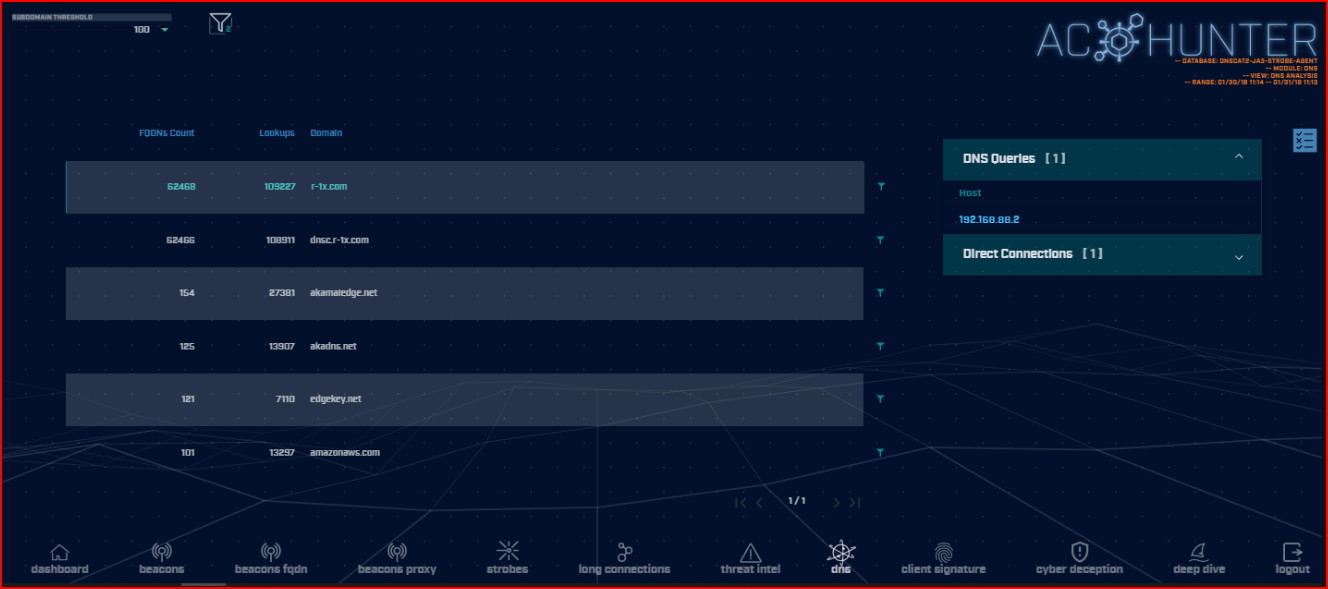 SUBDOMAIN THRESHOLD
100
2
AC HUNTER
-- DATABASE: DNSCAT2-JA3-STROBE-AGENT
-- MODULE: DNS
-- VIEW: DNS ANALYSIS
-- RANGE: 01/30/18 11:14 -- 01/31/18 11:13
FQDNs Count Lookups Domain
62468 109227 r-1x.com
62466 108911 dnsc.r-1x.com
154 27381 akamaiedge.net
125 13907 akadns.net
121 7110 edgekey.net
101 13297 amazonaws.com
DNS Queries [ 1 ]
Host
192.168.88.2
Direct Connections [ 1 ]
1 / 1
dashboard beacons beacons fqdn beacons proxy strobes long connections threat intel dns client signature cyber deception deep dive logout